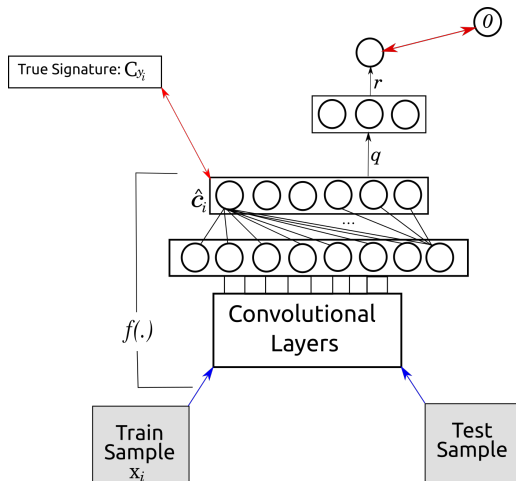 0
True Signature: C_{y_i}
r
q
ĉ_i
...
f(.)
Convolutional
Layers
Train
Sample
x_i
Test
Sample